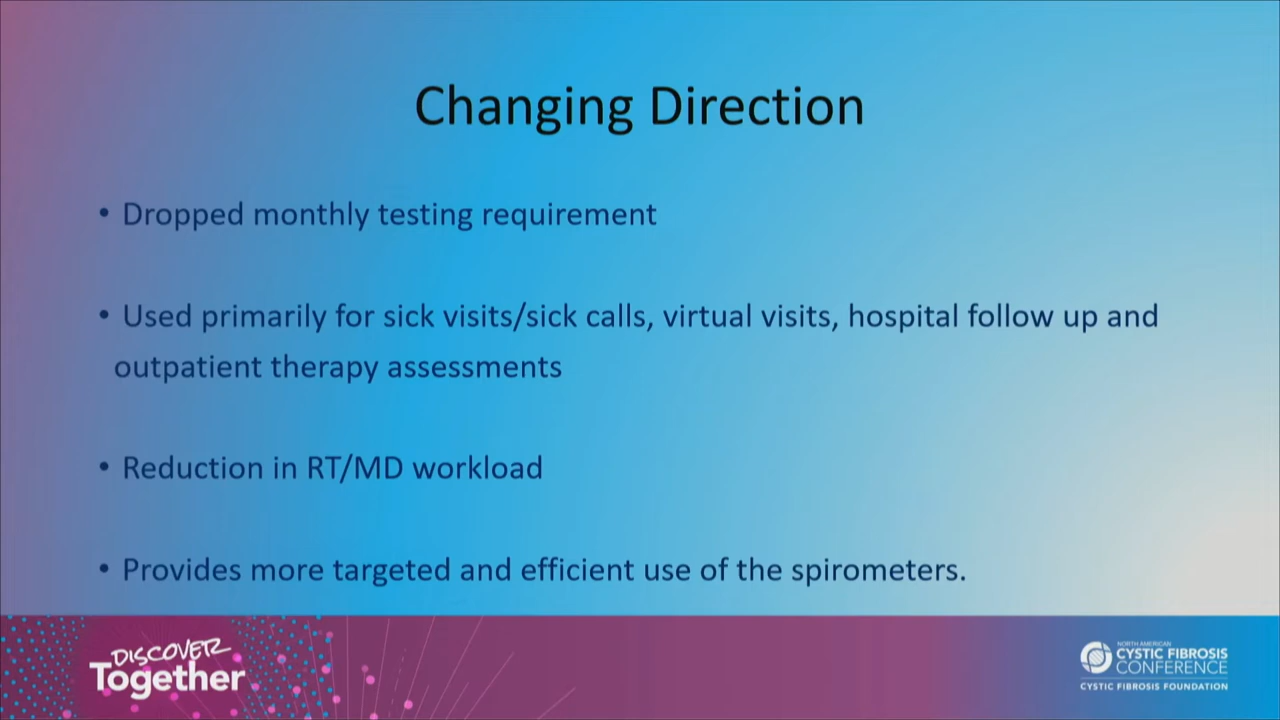 Changing Direction
• Dropped monthly testing requirement
• Used primarily for sick visits/sick calls, virtual visits, hospital follow up and
outpatient therapy assessments
• Reduction in RT/MD workload
• Provides more targeted and efficient use of the spirometers.
DISCOVER
Together
NORTH AMERICAN
CYSTIC FIBROSIS
CONFERENCE
CYSTIC FIBROSIS FOUNDATION